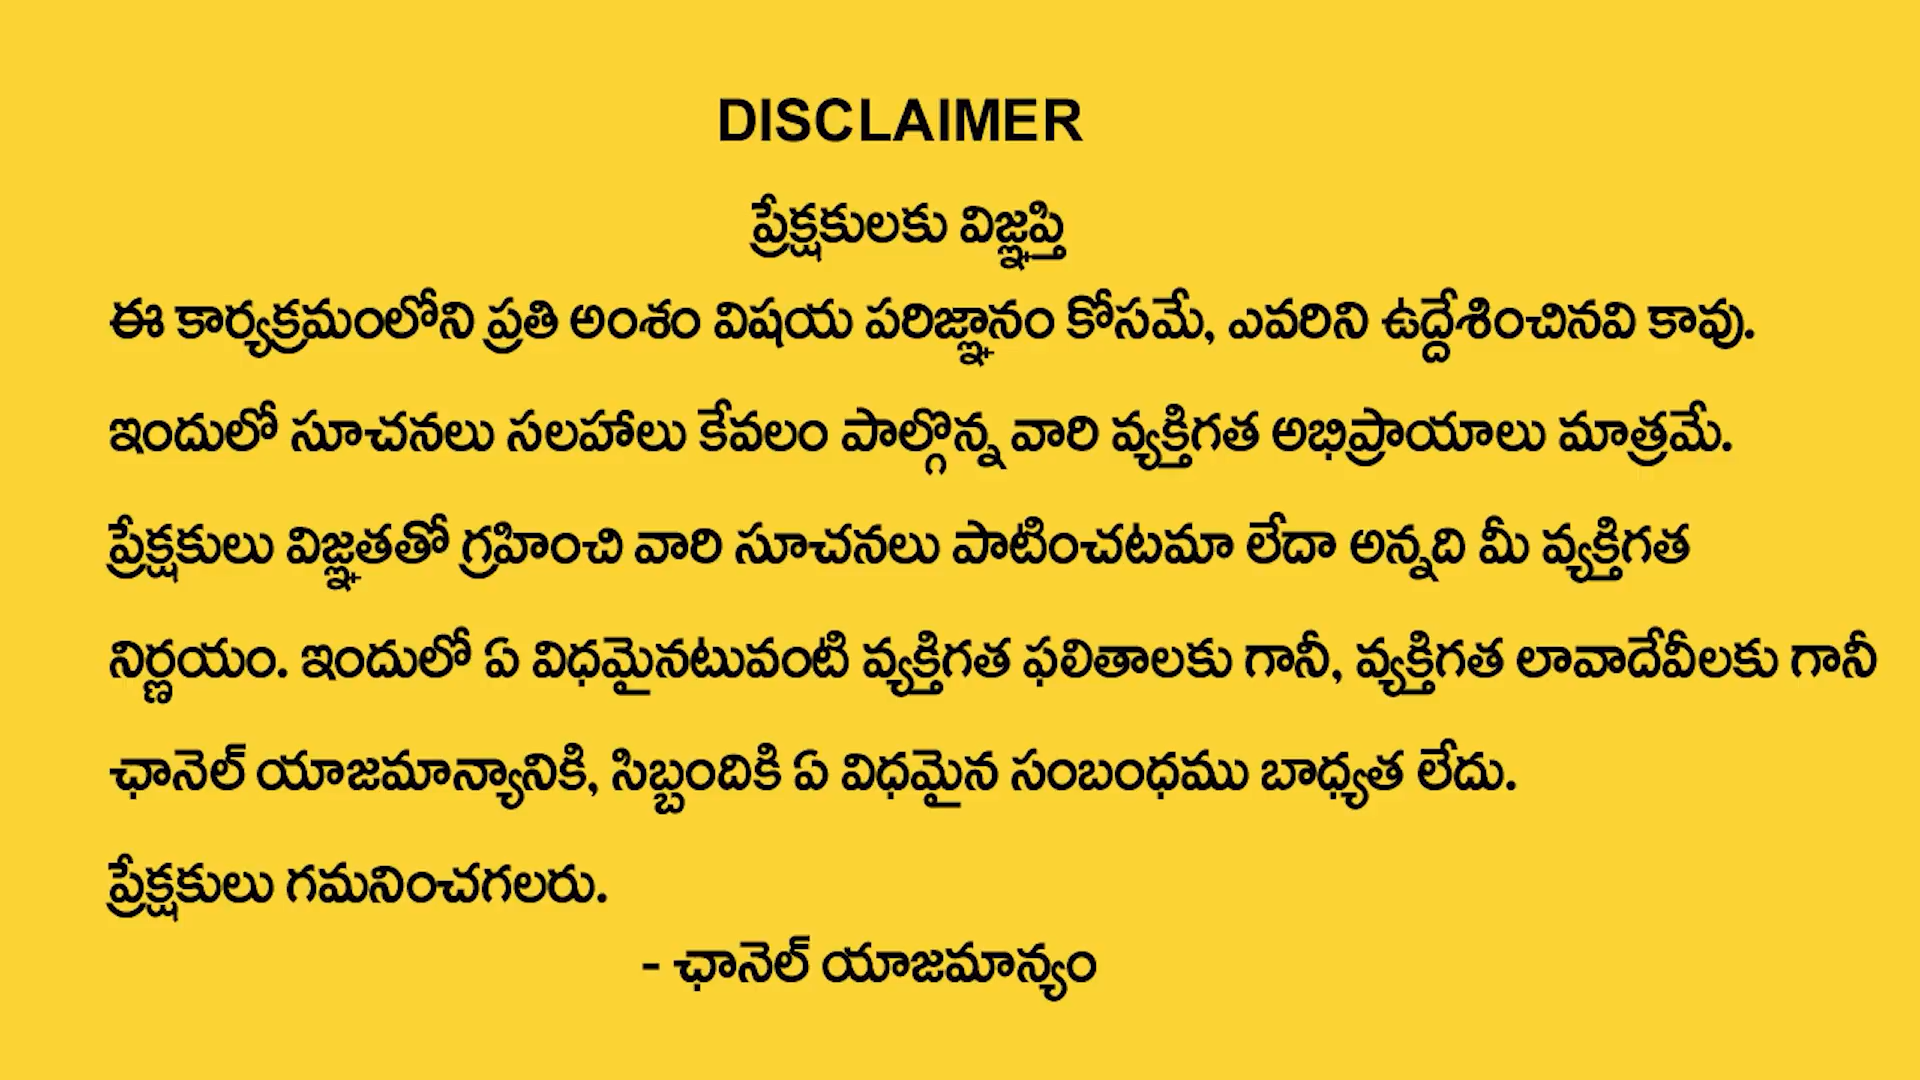 DISCLAIMER
ప్రేక్షకులకు విజ్ఞప్తి
ఈ కార్యక్రమంలోని ప్రతి అంశం విషయ పరిజ్ఞానం కోసమే, ఎవరిని ఉద్దేశించినవి కావు.
ఇందులో సూచనలు సలహాలు కేవలం పాల్గొన్న వారి వ్యక్తిగత అభిప్రాయాలు మాత్రమే.
ప్రేక్షకులు విజ్ఞతతో గ్రహించి వారి సూచనలు పాటించటమా లేదా అన్నది మీ వ్యక్తిగత
నిర్ణయం. ఇందులో ఏ విధమైనటువంటి వ్యక్తిగత ఫలితాలకు గానీ, వ్యక్తిగత లావాదేవీలకు గానీ
ఛానెల్ యాజమాన్యానికి, సిబ్బందికి ఏ విధమైన సంబంధము బాధ్యత లేదు.
ప్రేక్షకులు గమనించగలరు.
- ఛానెల్ యాజమాన్యం